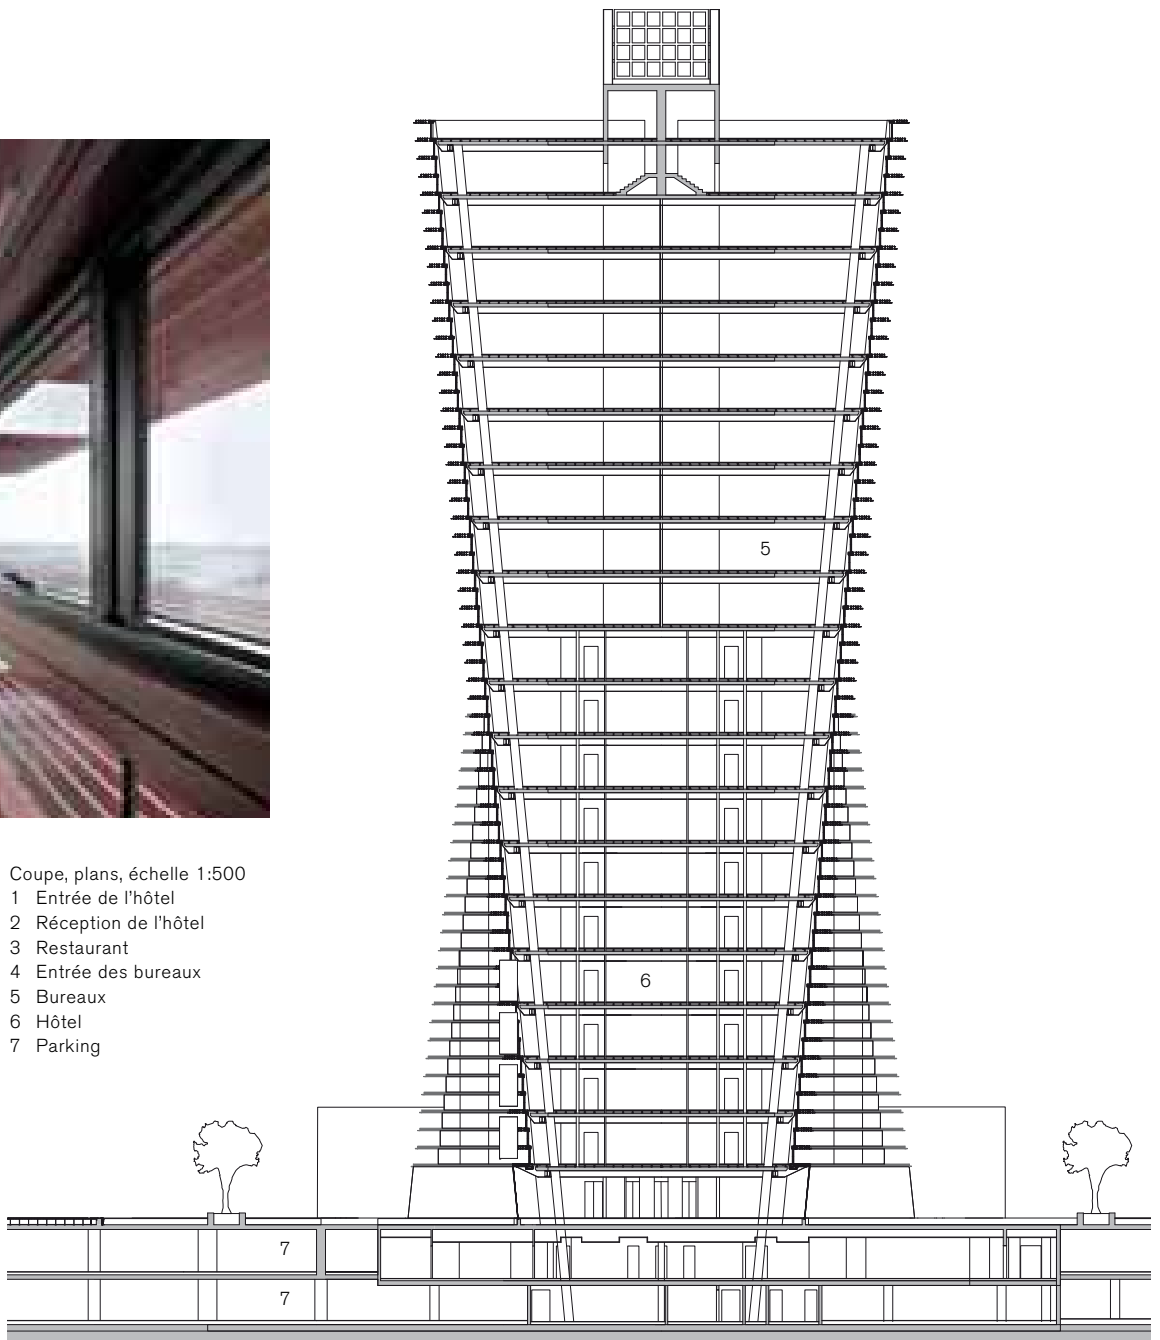 5
6
Coupe, plans, échelle 1:500
1 Entrée de l'hôtel
2 Réception de l'hôtel
3 Restaurant
4 Entrée des bureaux
5 Bureaux
6 Hôtel
7 Parking
7
7